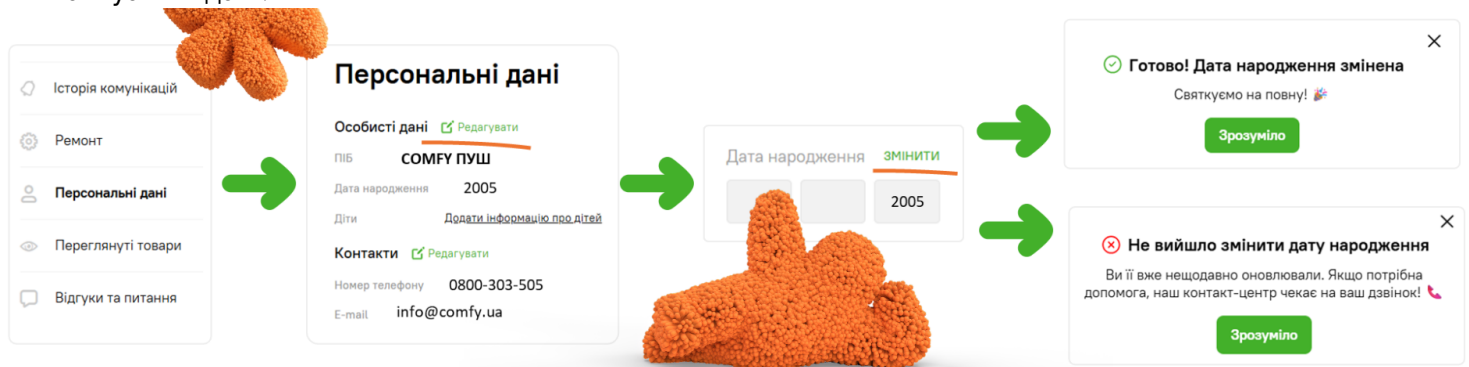 Історія комунікацій
Ремонт
Персональні дані
Переглянуті товари
Відгуки та питання
Персональні дані
Особисті дані Редагувати
ПІБ COMFY ПУШ
Дата народження 2005
Діти Додати інформацію про дітей
Контакти Редагувати
Номер телефону 0800-303-505
E-mail info@comfy.ua
Дата народження ЗМІНИТИ
2005
Готово! Дата народження змінена
Святкуємо на повну! 🎉
Зрозуміло
Не вийшло змінити дату народження
Ви її вже нещодавно оновлювали. Якщо потрібна
допомога, наш контакт-центр чекає на ваш дзвінок! 📞
Зрозуміло